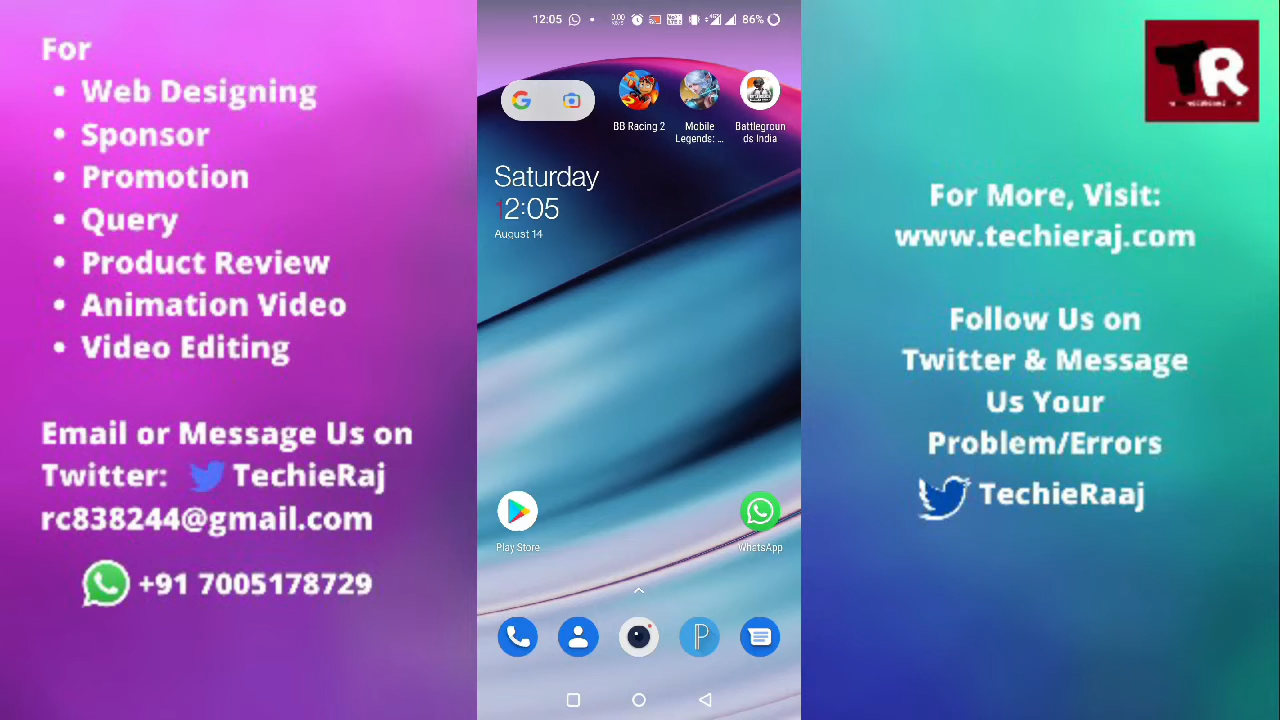 For
• Web Designing
• Sponsor
• Promotion
• Query
• Product Review
• Animation Video
• Video Editing
Email or Message Us on
Twitter: TechieRaj
rc838244@gmail.com
+91 7005178729
12:05
86%
BB Racing 2
Mobile
Legends: ...
Battlegroun
ds India
Saturday
12:05
August 14
Play Store
WhatsApp
TR
For More, Visit:
www.techieraj.com
Follow Us on
Twitter & Message
Us Your
Problem/Errors
TechieRaaj